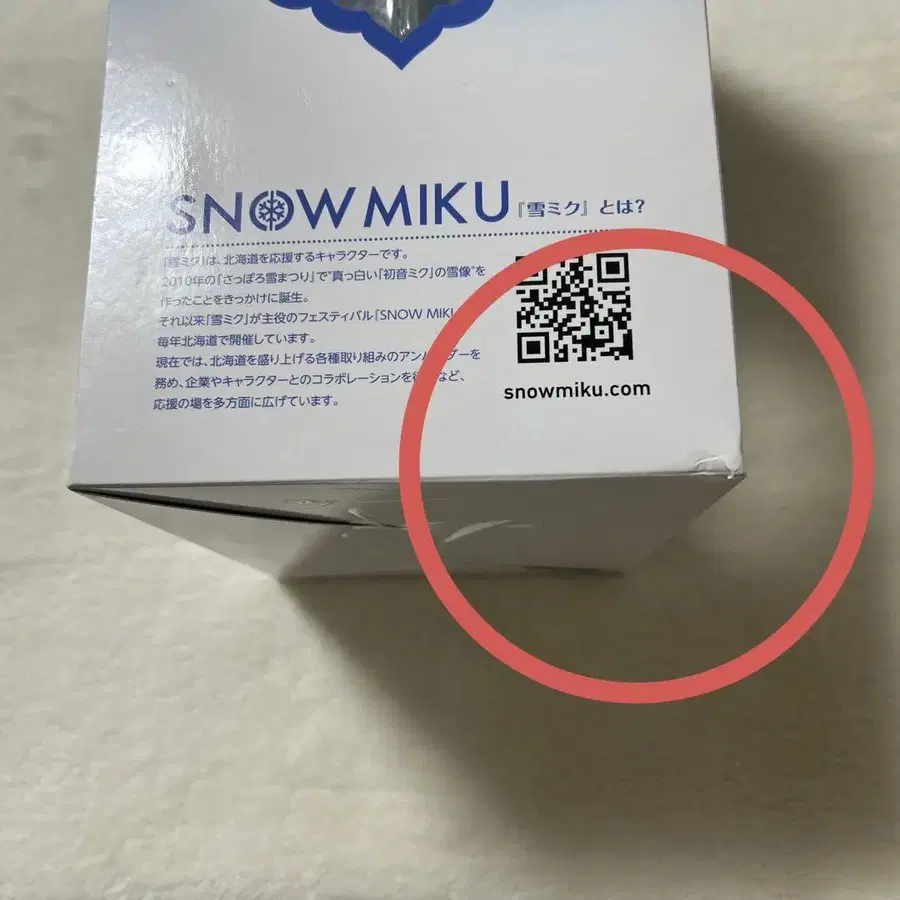 SNOW MIKU 『雪ミク』とは?
『雪ミク』は、北海道を応援するキャラクターです。
2010年の「さっぽろ雪まつり」で"真っ白い「初音ミク」の雪像"を
作ったことをきっかけに誕生。
それ以来「雪ミク」が主役のフェスティバル『SNOW MIKU
毎年北海道で開催しています。
現在では、北海道を盛り上げる各種取り組みのアンバサダーを
務め、企業やキャラクターとのコラボレーションを行など、
応援の場を多方面に広げています。
snowmiku.com